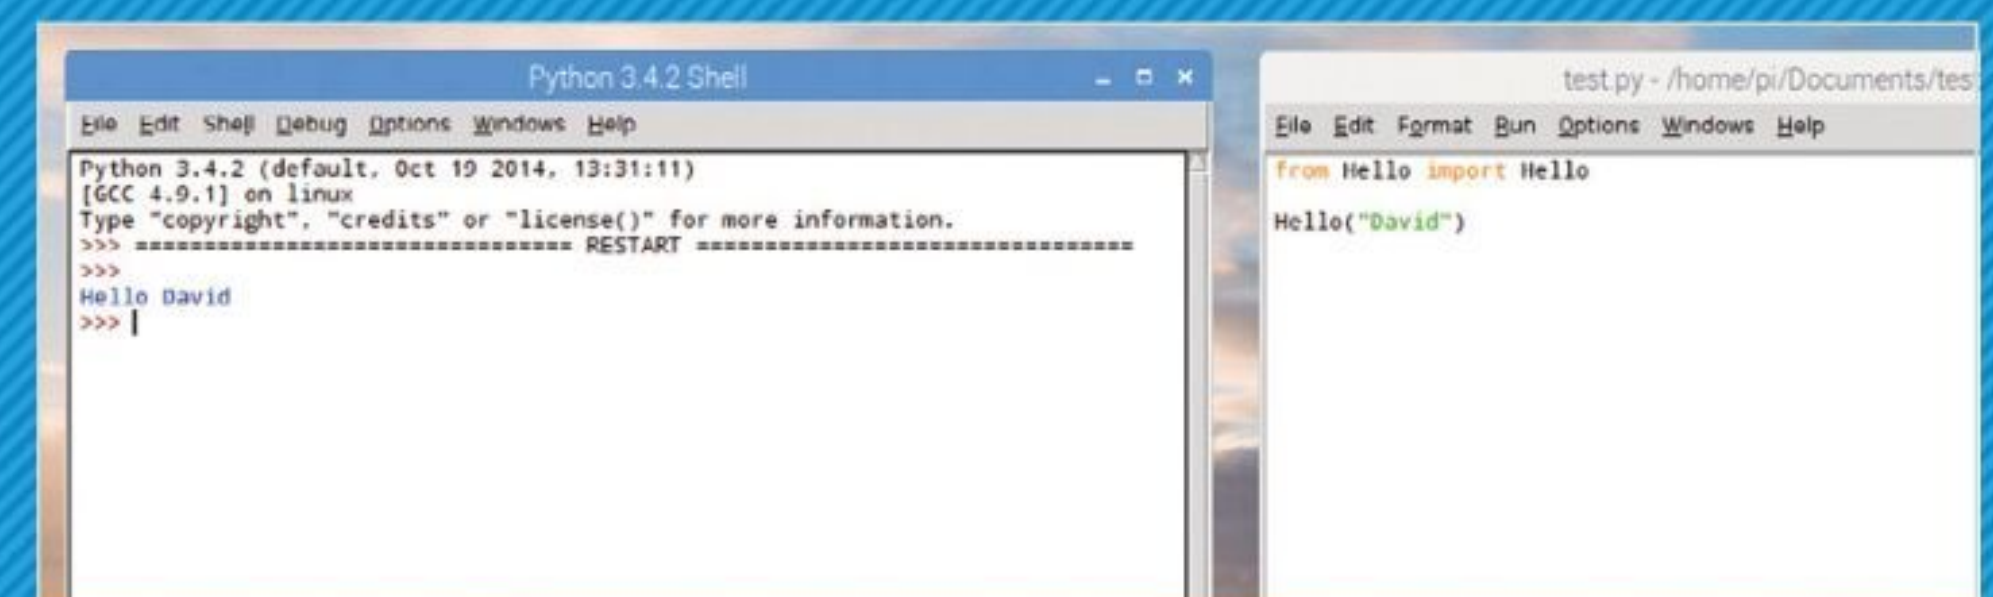 Python 3.4.2 Shell
File Edit Shell Debug Options Windows Help
Python 3.4.2 (default, Oct 19 2014, 13:31:11)
[GCC 4.9.1] on linux
Type "copyright", "credits" or "license()" for more information.
>>> ================================ RESTART ================================
>>>
Hello David
>>>
test.py - /home/pi/Documents/tes
File Edit Format Run Options Windows Help
from Hello import Hello
Hello("David")